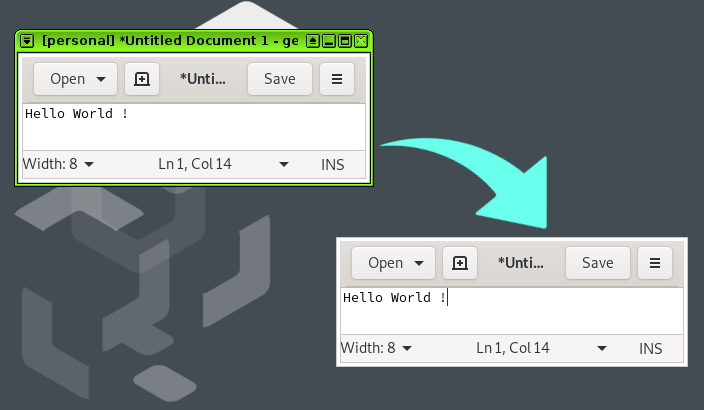 [personal] *Untitled Document 1 - ge
Open *Unti... Save
Hello World !
Width: 8 Ln 1, Col 14 INS
Open *Unti... Save
Hello World !
Width: 8 Ln 1, Col 14 INS